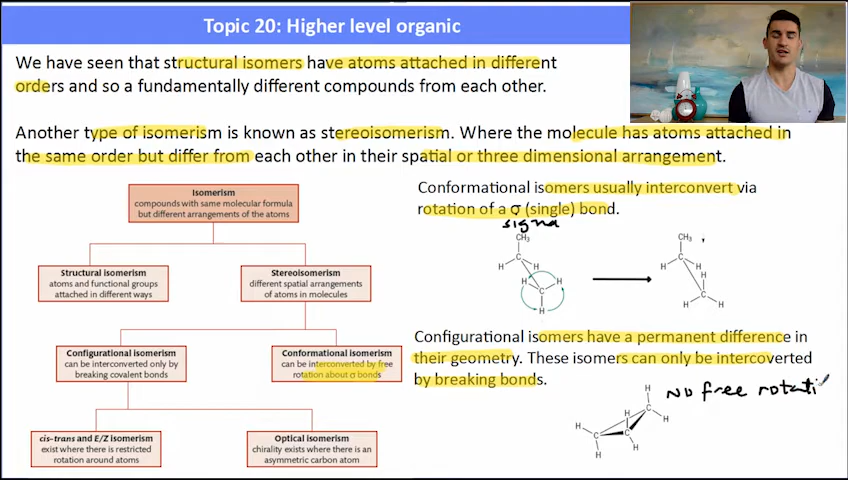 Topic 20: Higher level organic
We have seen that structural isomers have atoms attached in different
orders and so a fundamentally different compounds from each other.
Another type of isomerism is known as stereoisomerism. Where the molecule has atoms attached in
the same order but differ from each other in their spatial or three dimensional arrangement.
Isomerism
compounds with same molecular formula
but different arrangements of the atoms
Structural isomerism
atoms and functional groups
attached in different ways
Stereoisomerism
different spatial arrangements
of atoms in molecules
Configurational isomerism
can be interconverted only by
breaking covalent bonds
Conformational isomerism
can be interconverted by free
rotation about σ bonds
cis-trans and E/Z isomerism
exist where there is restricted
rotation around atoms
Optical isomerism
chirality exists where there is an
asymmetric carbon atom
Conformational isomers usually interconvert via
rotation of a σ (single) bond.
sigma
CH₃
C
H H
H H
C
H
CH₃
C
H H
H
C
H H
Configurational isomers have a permanent difference in
their geometry. These isomers can only be intercoverted
by breaking bonds.
No free rotati
H
H C
H H
C C
H H